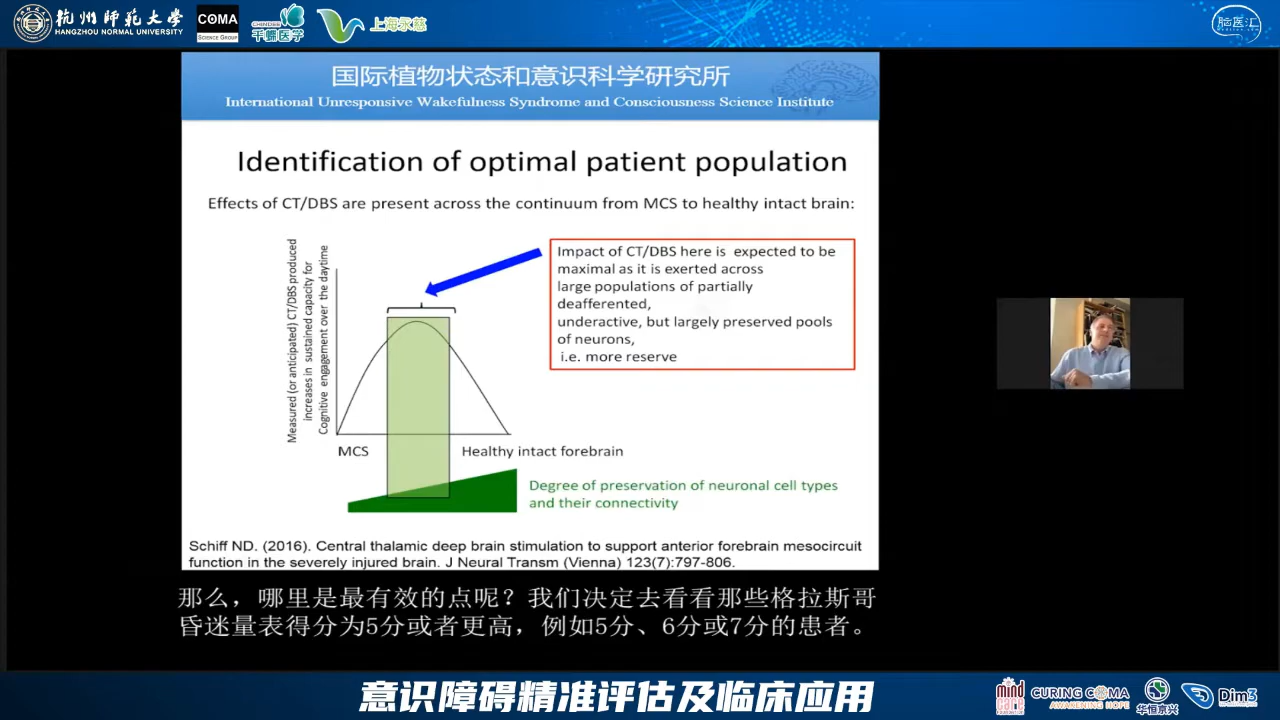 杭州师范大学
HANGZHOU NORMAL UNIVERSITY
COMA
SCIENCE GROUP
千幅医学
上海永慈
脑医汇
国际植物状态和意识科学研究所
International Unresponsive Wakefulness Syndrome and Consciousness Science Institute
Identification of optimal patient population
Effects of CT/DBS are present across the continuum from MCS to healthy intact brain:
Measured (or anticipated) CT/DBS produced
increases in sustained capacity for
Cognitive engagement over the daytime
Impact of CT/DBS here is expected to be
maximal as it is exerted across
large populations of partially
deafferented,
underactive, but largely preserved pools
of neurons,
i.e. more reserve
MCS
Healthy intact forebrain
Degree of preservation of neuronal cell types
and their connectivity
Schiff ND. (2016). Central thalamic deep brain stimulation to support anterior forebrain mesocircuit
function in the severely injured brain. J Neural Transm (Vienna) 123(7):797-806.
那么，哪里是最有效的点呢？我们决定去看看那些格拉斯哥
昏迷量表得分为5分或者更高，例如5分、6分或7分的患者。
意识障碍精准评估及临床应用
mind
care
CURING COMA
AWAKENING HOPE
华恒京兴
Dim3